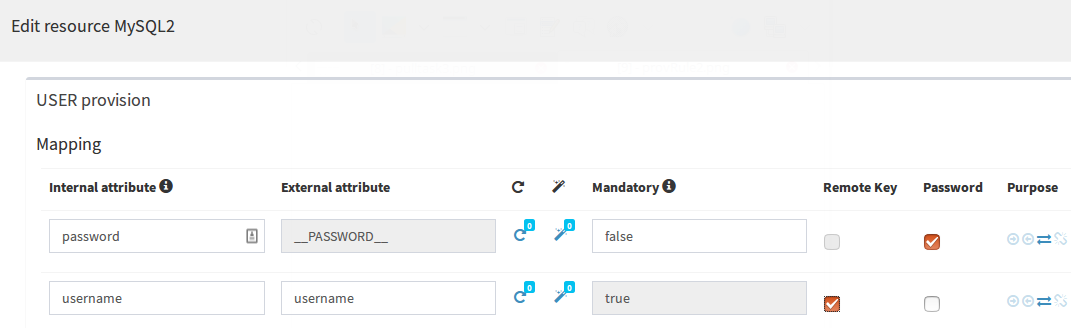 Edit resource MySQL2
USER provision
Mapping
Internal attribute External attribute Mandatory Remote Key Password Purpose
password __PASSWORD__ 0 0 false
username username 0 0 true